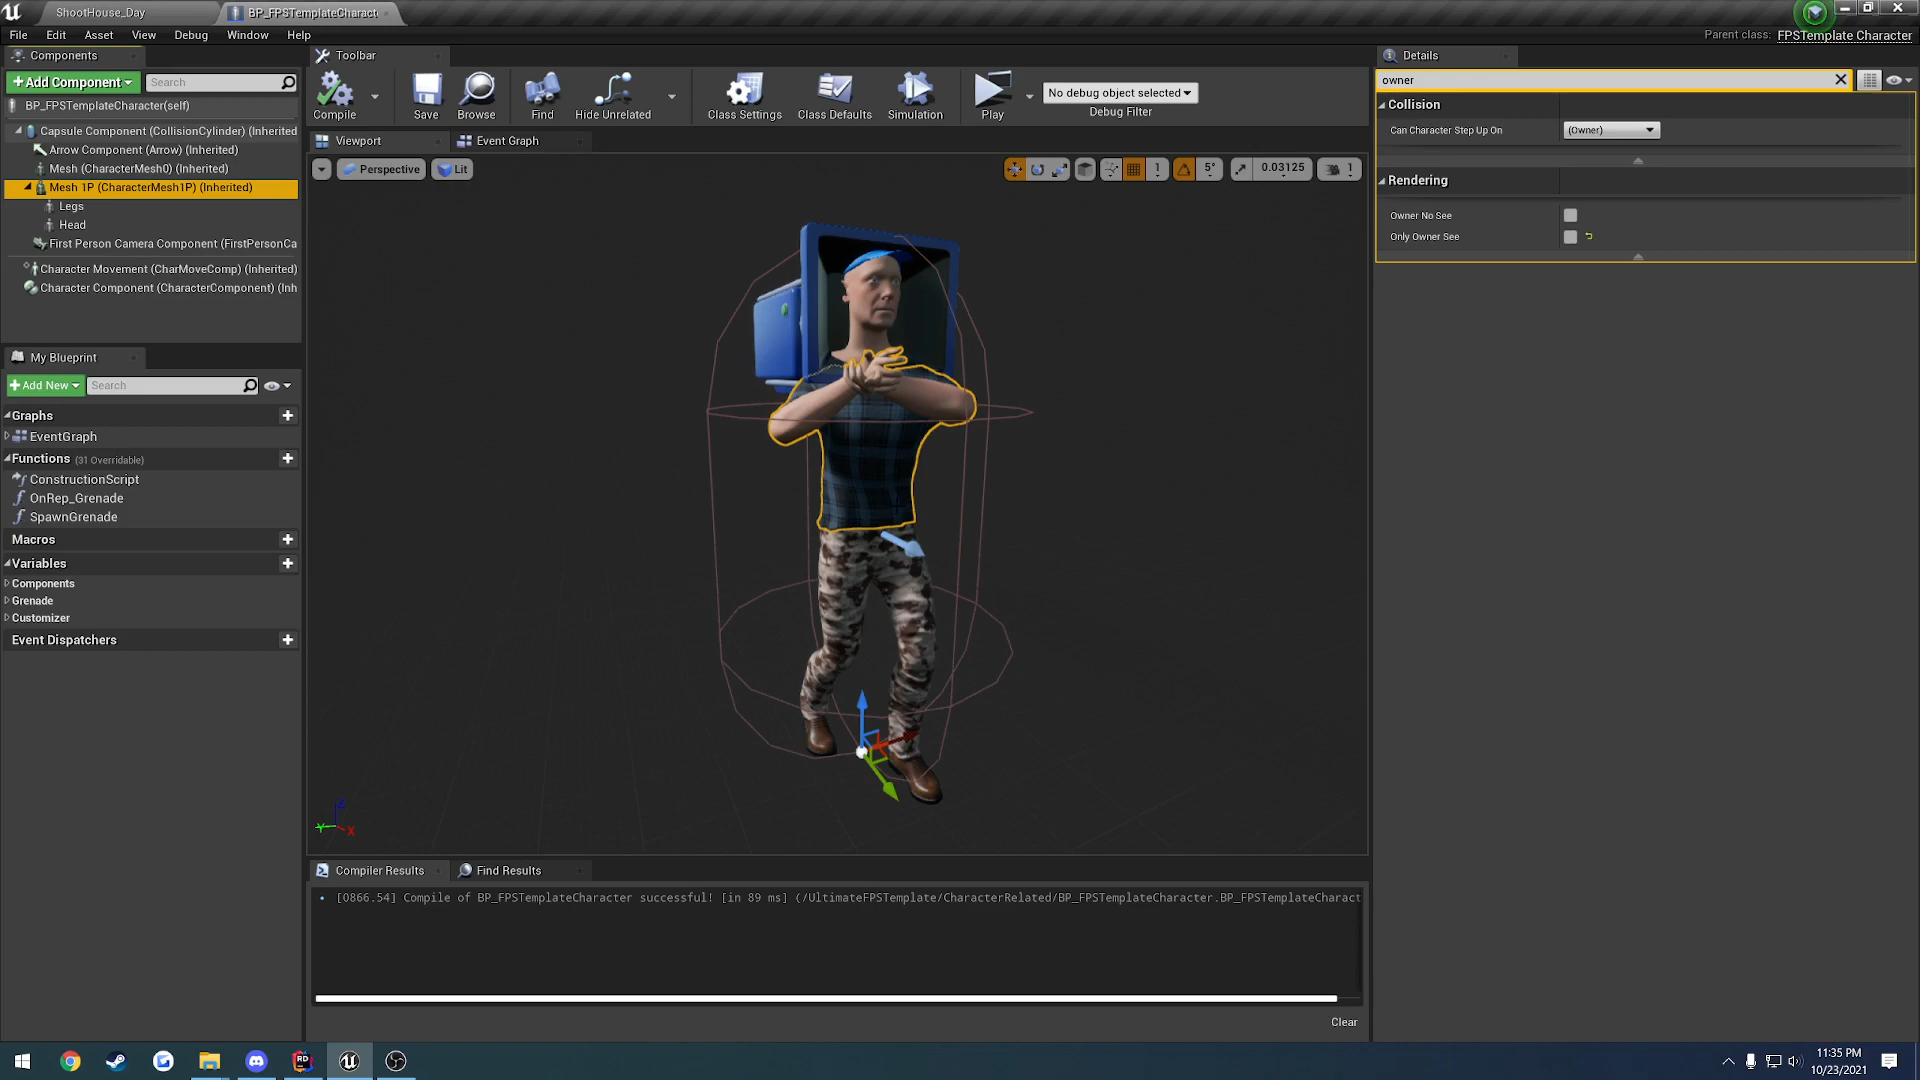 ShootHouse_Day
BP_FPSTemplateCharact
File Edit Asset View Debug Window Help
Parent class: FPSTemplate Character
Components
+Add Component
Search
BP_FPSTemplateCharacter(self)
Capsule Component (CollisionCylinder) (Inherited
Arrow Component (Arrow) (Inherited)
Mesh (CharacterMesh0) (Inherited)
Mesh 1P (CharacterMesh1P) (Inherited)
Legs
Head
First Person Camera Component (FirstPersonCa
Character Movement (CharMoveComp) (Inherited)
Character Component (CharacterComponent) (Inh
My Blueprint
+Add New
Search
Graphs
EventGraph
Functions (31 Overridable)
ConstructionScript
OnRep_Grenade
SpawnGrenade
Macros
Variables
Components
Grenade
Customizer
Event Dispatchers
Toolbar
Compile
Save
Browse
Find
Hide Unrelated
Class Settings
Class Defaults
Simulation
Play
No debug object selected
Debug Filter
Viewport
Event Graph
Perspective
Lit
1
5°
0.03125
1
Z
Y
X
Compiler Results
Find Results
[0866.54] Compile of BP_FPSTemplateCharacter successful! [in 89 ms] (/UltimateFPSTemplate/CharacterRelated/BP_FPSTemplateCharacter.BP_FPSTemplateCharact
Clear
Details
owner
Collision
Can Character Step Up On
(Owner)
Rendering
Owner No See
Only Owner See
RD
11:35 PM
10/23/2021